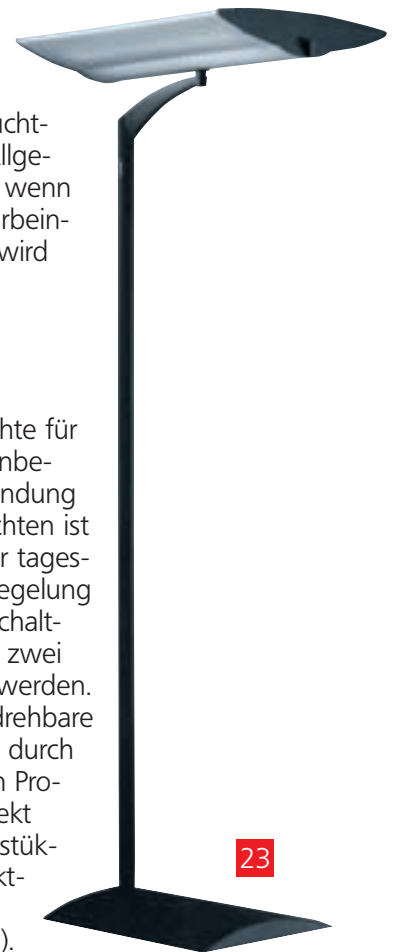 ucht-
llge-
wenn
rbein-
wird
hte für
nbe-
ndung
hten ist
r tages-
egelung
chalt-
zwei
werden.
drehbare
durch
n Pro-
ekt
stük-
kt-
).
23